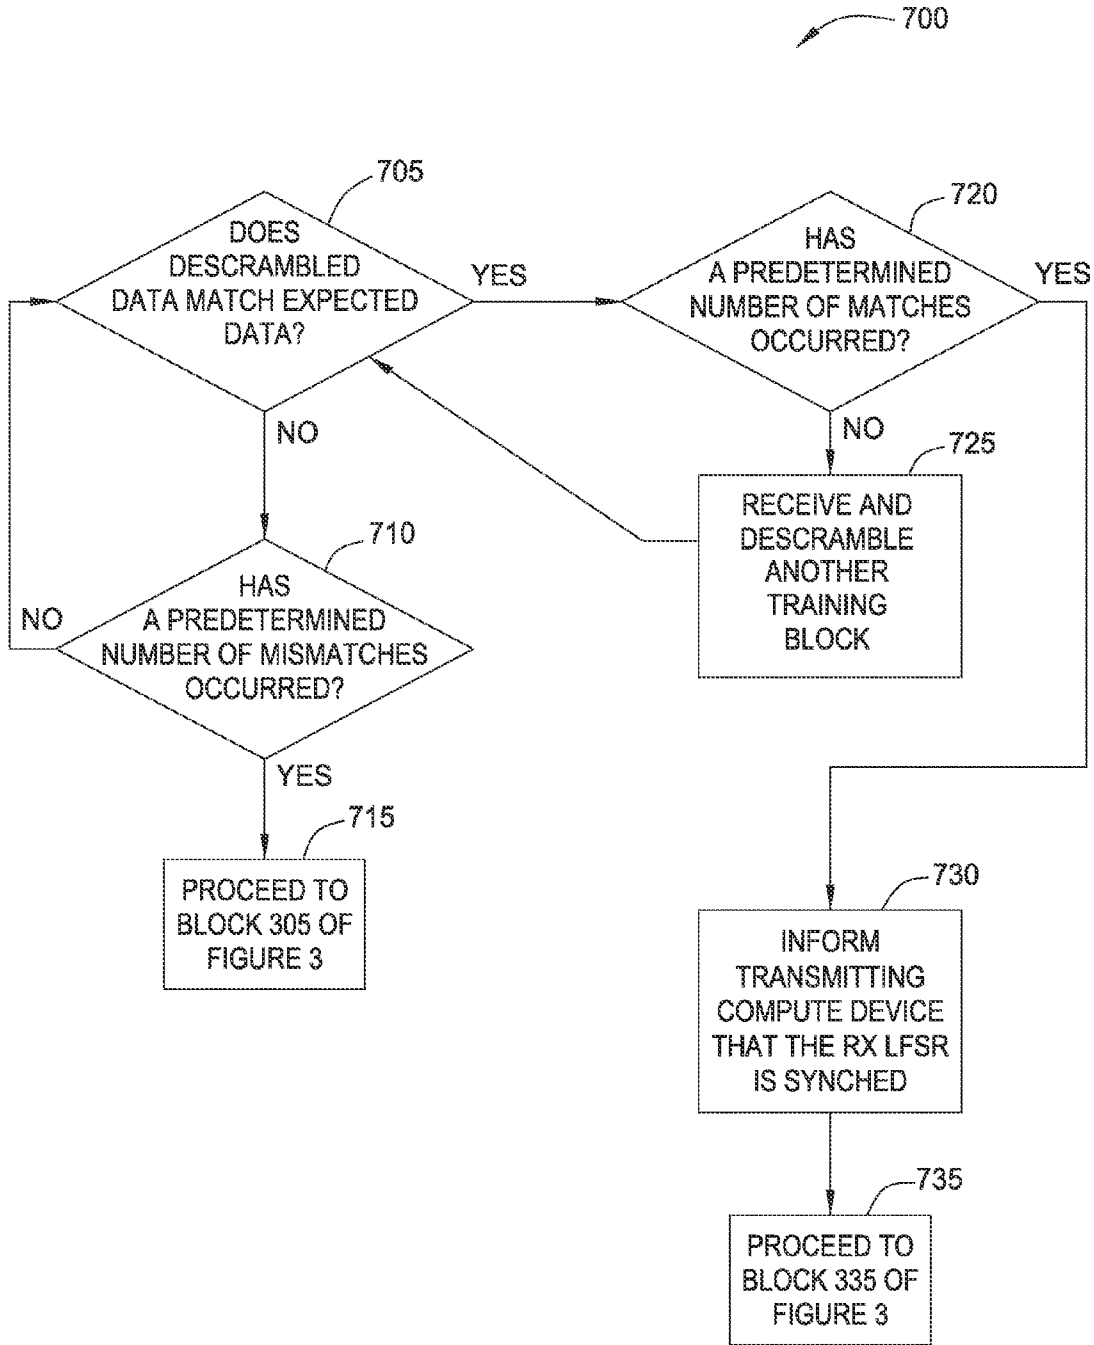 700
705
DOES
DESCRAMBLED
DATA MATCH EXPECTED
DATA?
YES
NO
720
HAS
A PREDETERMINED
NUMBER OF MATCHES
OCCURRED?
YES
NO
725
RECEIVE AND
DESCRAMBLE
ANOTHER
TRAINING
BLOCK
710
HAS
A PREDETERMINED
NUMBER OF MISMATCHES
OCCURRED?
NO
YES
715
PROCEED TO
BLOCK 305 OF
FIGURE 3
730
INFORM
TRANSMITTING
COMPUTE DEVICE
THAT THE RX LFSR
IS SYNCHED
735
PROCEED TO
BLOCK 335 OF
FIGURE 3